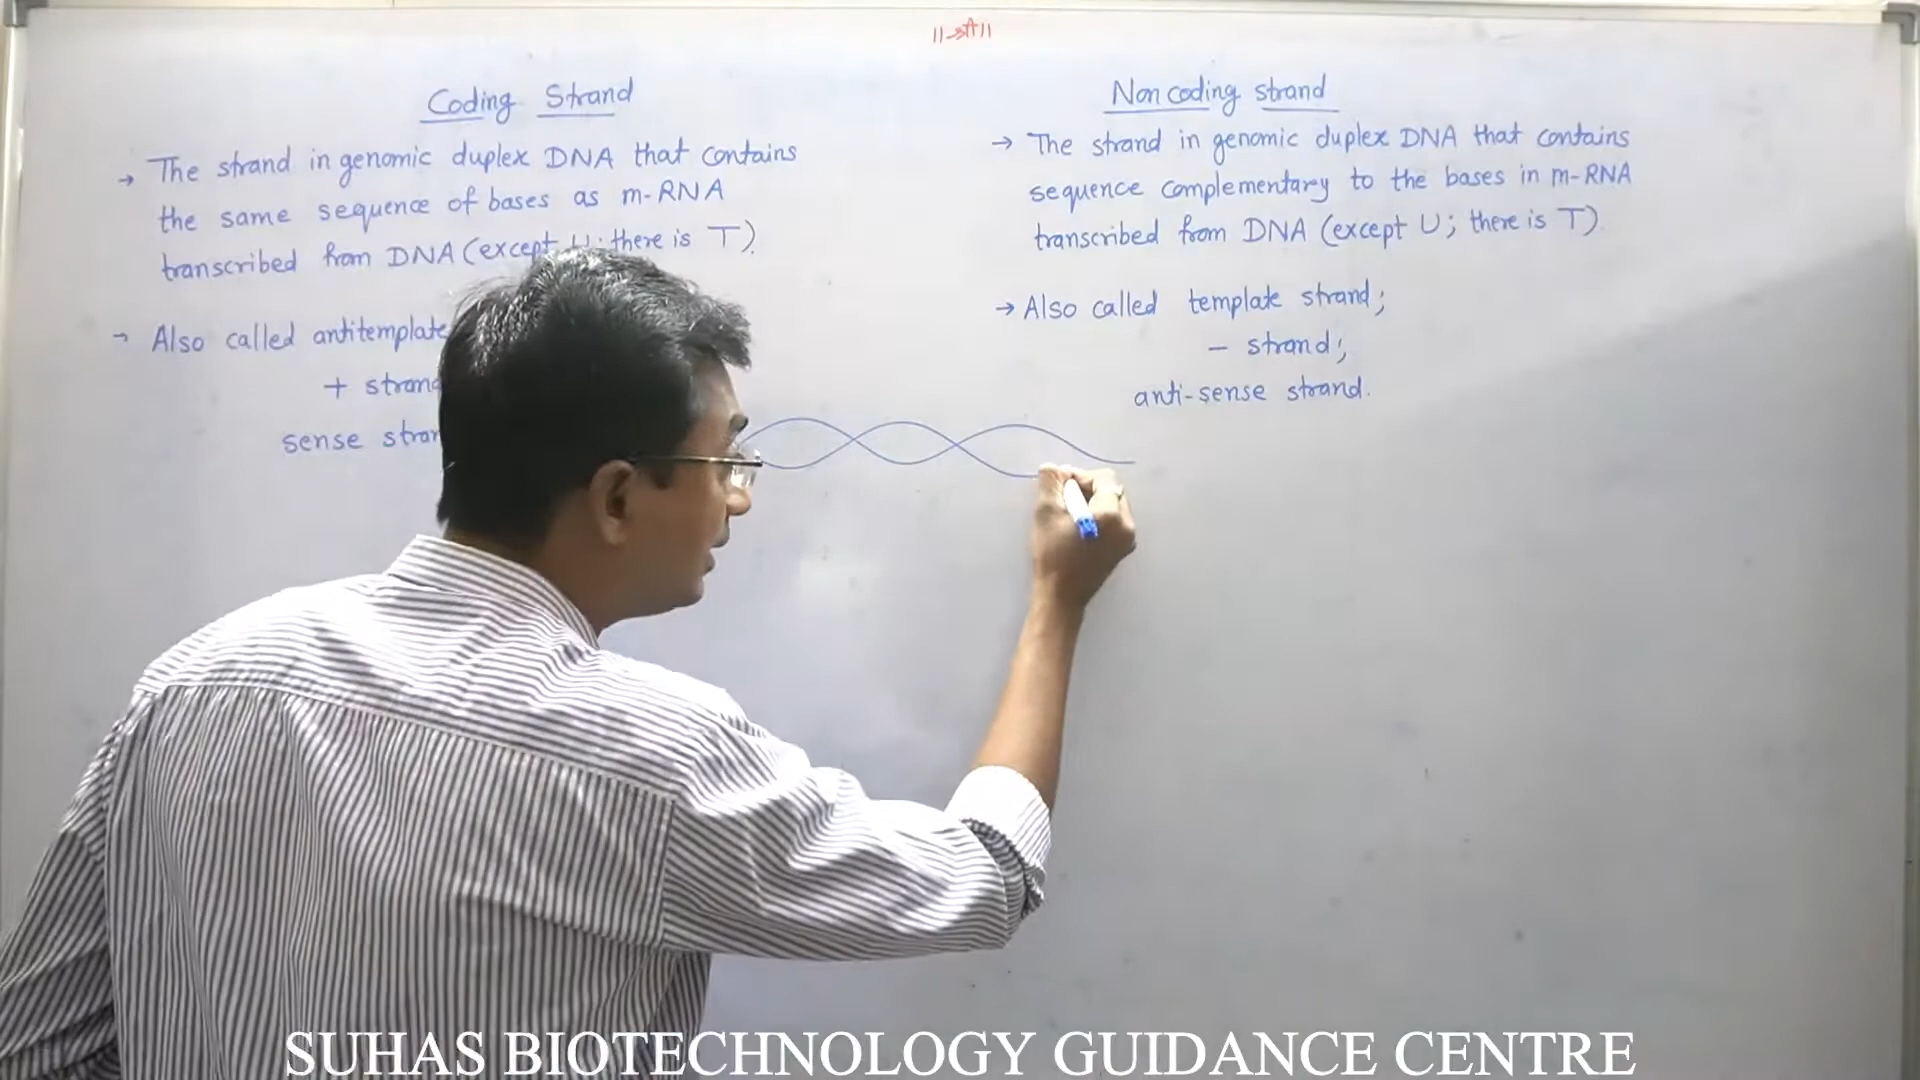 ॥श्री॥
Coding Strand
→ The strand in genomic duplex DNA that contains
the same sequence of bases as m-RNA
transcribed from DNA (except U; there is T).
→ Also called antitemplate
+ strand
sense
Non coding strand
→ The strand in genomic duplex DNA that contains
sequence complementary to the bases in m-RNA
transcribed from DNA (except U; there is T)
→ Also called template strand;
- strand;
anti-sense strand.
SUHAS BIOTECHNOLOGY GUIDANCE CENTRE